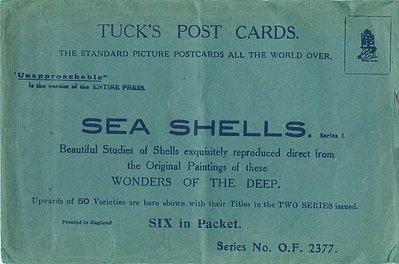 TUCK'S POST CARDS.
THE STANDARD PICTURE POSTCARDS ALL THE WORLD OVER.
"Unapproachable"
is the verdict of the ENTIRE PRESS.
SEA SHELLS. Series I.
Beautiful Studies of Shells exquisitely reproduced direct from
the Original Paintings of these
WONDERS OF THE DEEP.
Upwards of 50 Varieties are here shown with their Titles in the TWO SERIES issued.
Printed in England
SIX in Packet.
Series No. O.F. 2377.